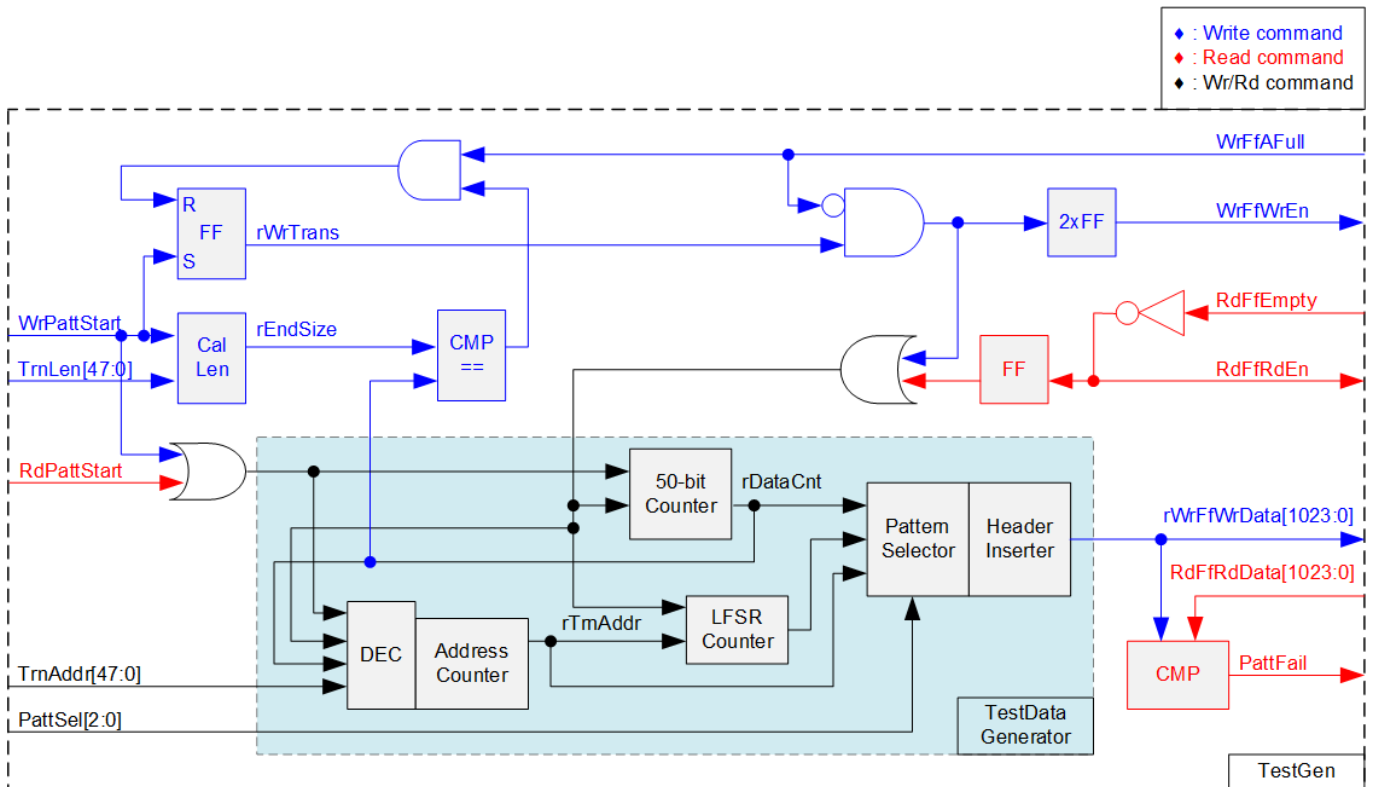 ♦ : Write command
♦ : Read command
♦ : Wr/Rd command
WrFfAFull
R
FF
S
rWrTrans
2xFF
WrFfWrEn
WrPattStart
TrnLen[47:0]
Cal
Len
rEndSize
CMP
==
RdFfEmpty
FF
RdFfRdEn
RdPattStart
50-bit
Counter
rDataCnt
Pattern
Selector
Header
Inserter
rWrFfWrData[1023:0]
RdFfRdData[1023:0]
DEC
Address
Counter
rTrnAddr
LFSR
Counter
TrnAddr[47:0]
PattSel[2:0]
CMP
PattFail
TestData
Generator
TestGen